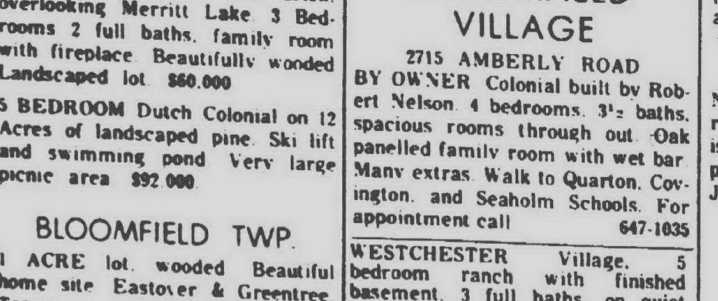 overlooking Merritt Lake. 3 Bed-
rooms 2 full baths. family room
with fireplace. Beautifully wooded
Landscaped lot. $60.000
5 BEDROOM Dutch Colonial on 12
Acres of landscaped pine. Ski lift
and swimming pond Very large
picnic area $92.000
BLOOMFIELD TWP.
1 ACRE lot. wooded Beautiful
home site Eastover & Greentree
VILLAGE
2715 AMBERLY ROAD
BY OWNER Colonial built by Rob-
ert Nelson. 4 bedrooms. 3½ baths,
spacious rooms through out. Oak
panelled family room with wet bar
Many extras. Walk to Quarton. Cov-
ington. and Seaholm Schools. For
appointment call 647-1035
WESTCHESTER Village. 5
bedroom ranch with finished
basement. 3 full baths on quiet